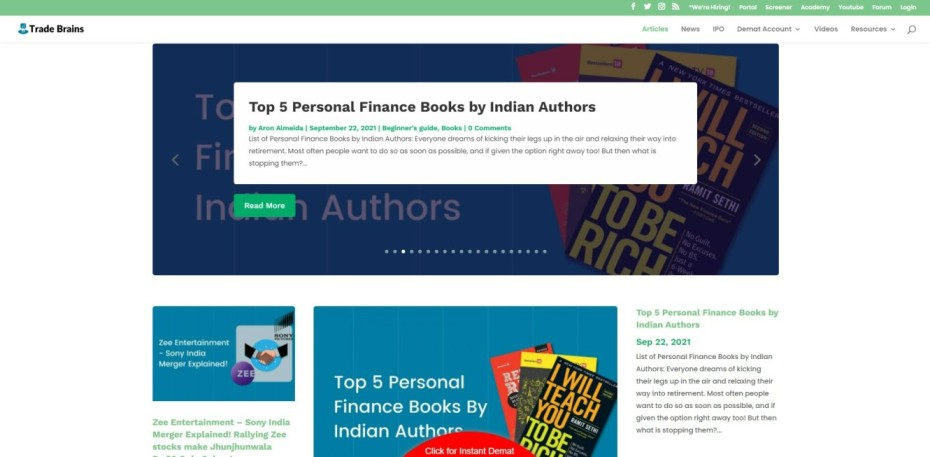 *We're Hiring! Portal Screener Academy Youtube Forum Login
Trade Brains
Articles News IPO Demat Account Videos Resources
Top 5 Personal Finance Books by Indian Authors
by Aron Almeida | September 22, 2021 | Beginner's guide, Books | 0 Comments
List of Personal Finance Books by Indian Authors: Everyone dreams of kicking their legs up in the air and relaxing their way into
retirement. Most often people want to do so as soon as possible, and if given the option right away too! But then what is
stopping them?...
Read More
Indian Authors
A NEW YORK TIMES BESTSELLER
I WILL
TEACH
YOU
TO BE
RICH
RAMIT SETHI
No Guilt.
No Excuses.
No BS.
Zee Entertainment
- Sony India
Merger Explained!
SONY
ZEE
Zee Entertainment – Sony India
Merger Explained! Rallying Zee
stocks make Jhunjhunwala
Top 5 Personal
Finance Books By
Indian Authors
I WILL
TEACH
YOU
TO BE
RAMIT SETHI
Click for Instant Demat
Top 5 Personal Finance Books by
Indian Authors
Sep 22, 2021
List of Personal Finance Books by Indian
Authors: Everyone dreams of kicking
their legs up in the air and relaxing their
way into retirement. Most often people
want to do so as soon as possible, and if
given the option right away too! But then
what is stopping them?...